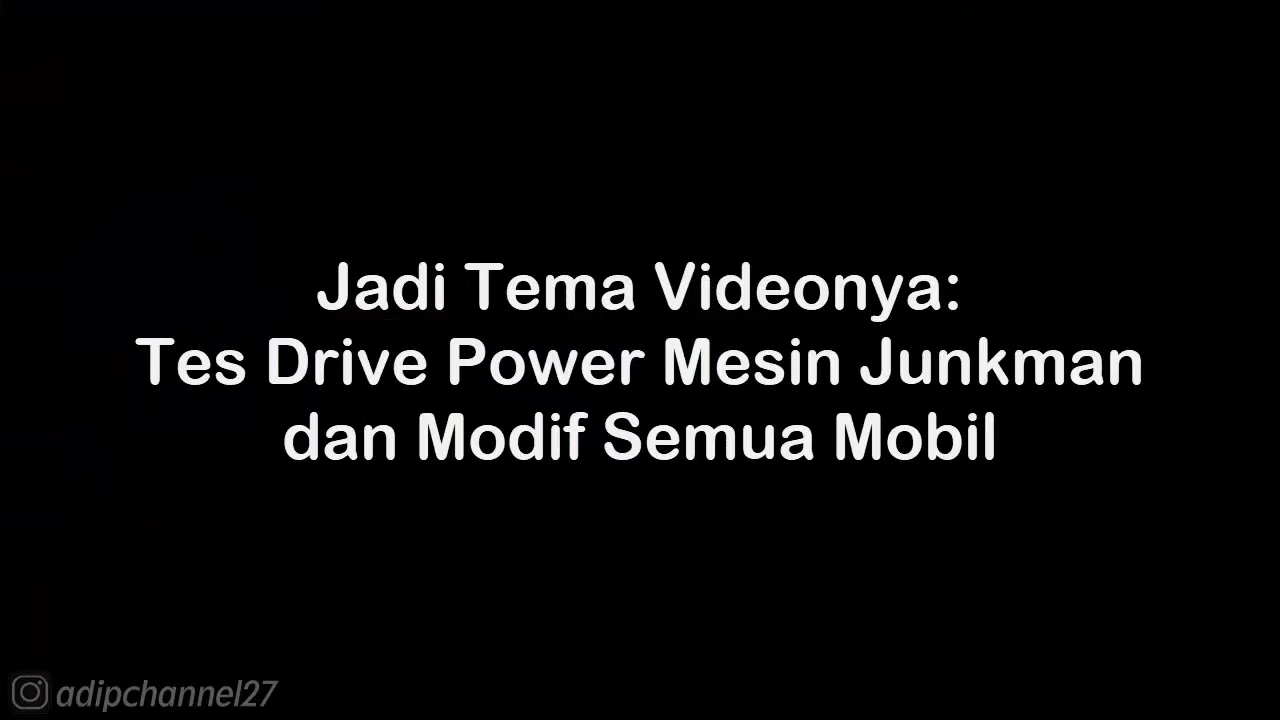 Jadi Tema Videonya:
Tes Drive Power Mesin Junkman
dan Modif Semua Mobil
adipchannel27